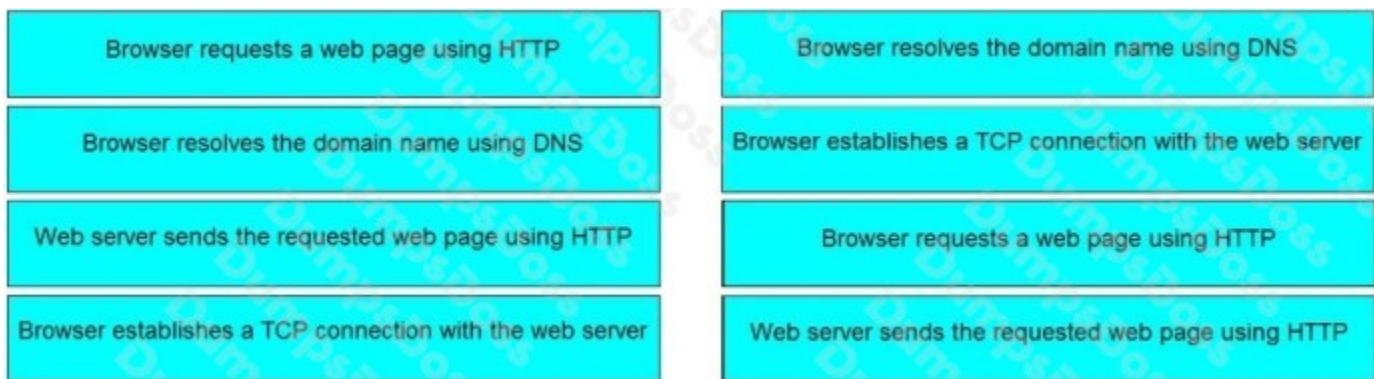 Browser requests a web page using HTTP
Browser resolves the domain name using DNS
Web server sends the requested web page using HTTP
Browser establishes a TCP connection with the web server
Browser resolves the domain name using DNS
Browser establishes a TCP connection with the web server
Browser requests a web page using HTTP
Web server sends the requested web page using HTTP
DumpsDoss